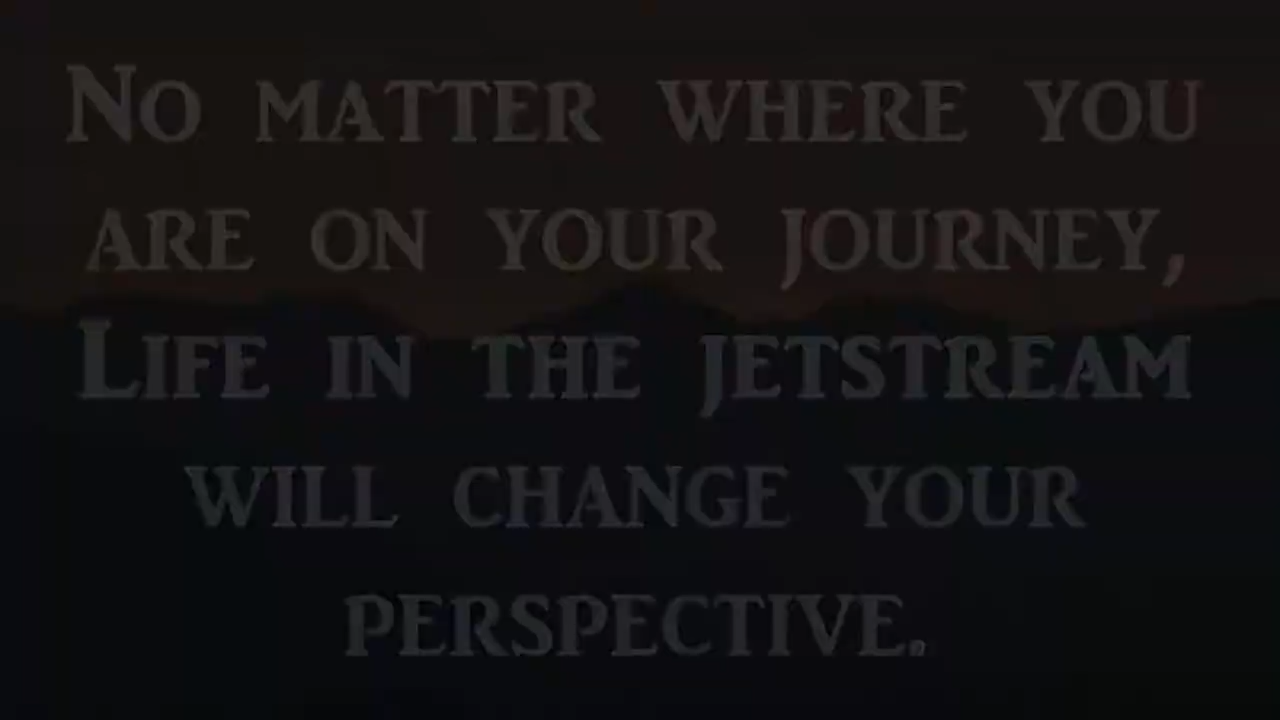 No matter where you
are on your journey,
Life in the jetstream
will change your
perspective.